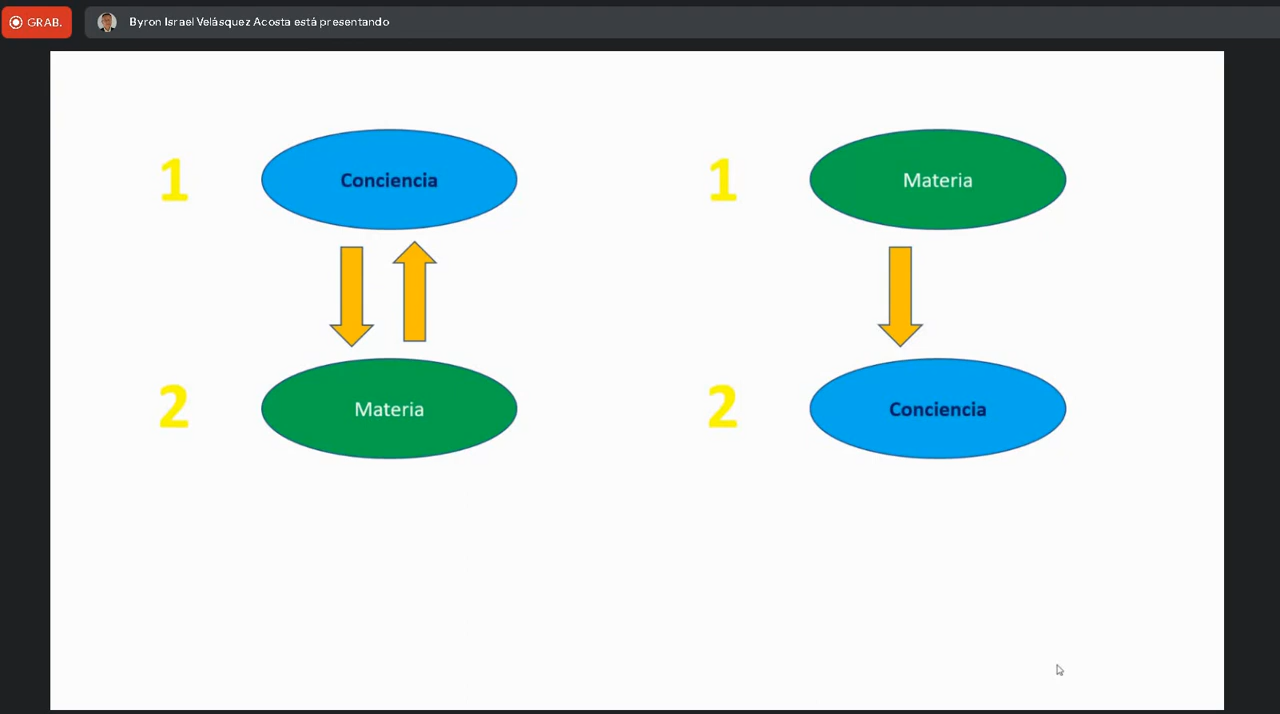 GRAB.
Byron Israel Velásquez Acosta está presentando
1
Conciencia
2
Materia
1
Materia
2
Conciencia